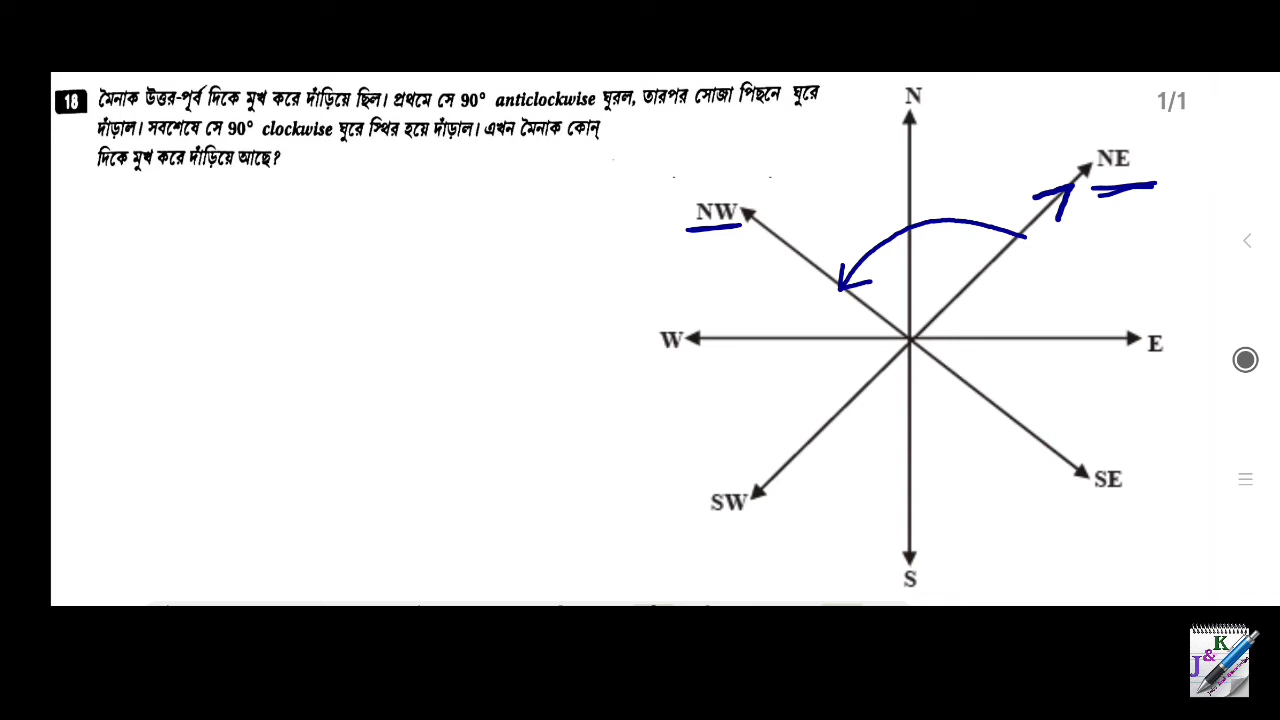 18 মৈনাক উত্তর-পূর্ব দিকে মুখ করে দাঁড়িয়ে ছিল। প্রথমে সে 90° anticlockwise ঘুরল, তারপর সোজা পিছনে ঘুরে
দাঁড়াল। সবশেষে সে 90° clockwise ঘুরে স্থির হয়ে দাঁড়াল। এখন মৈনাক কোন্
দিকে মুখ করে দাঁড়িয়ে আছে?
N
1/1
NE
NW
W
E
SW
SE
S
J&K